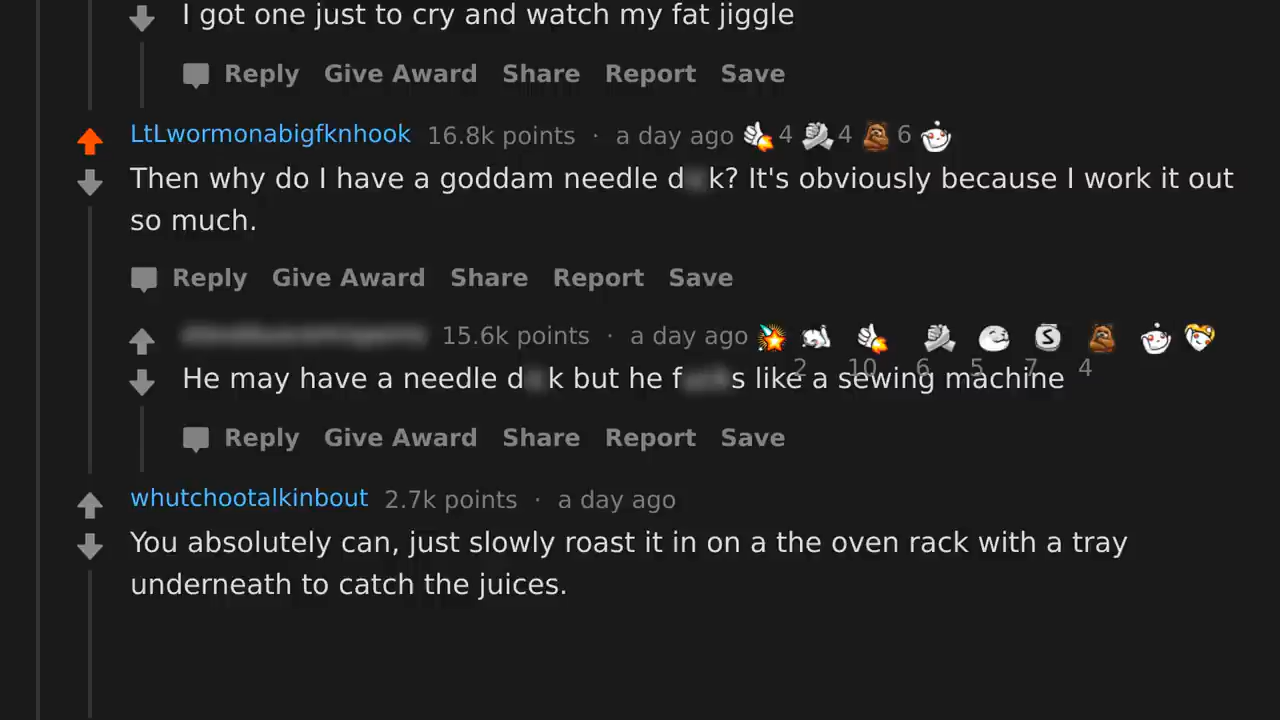 I got one just to cry and watch my fat jiggle
Reply Give Award Share Report Save
LtLwormonabigfknhook 16.8k points · a day ago 4 4 6
Then why do I have a goddam needle d k? It's obviously because I work it out
so much.
Reply Give Award Share Report Save
15.6k points · a day ago
2 10 6 5 7 4
He may have a needle d k but he f s like a sewing machine
Reply Give Award Share Report Save
whutchootalkinbout 2.7k points · a day ago
You absolutely can, just slowly roast it in on a the oven rack with a tray
underneath to catch the juices.